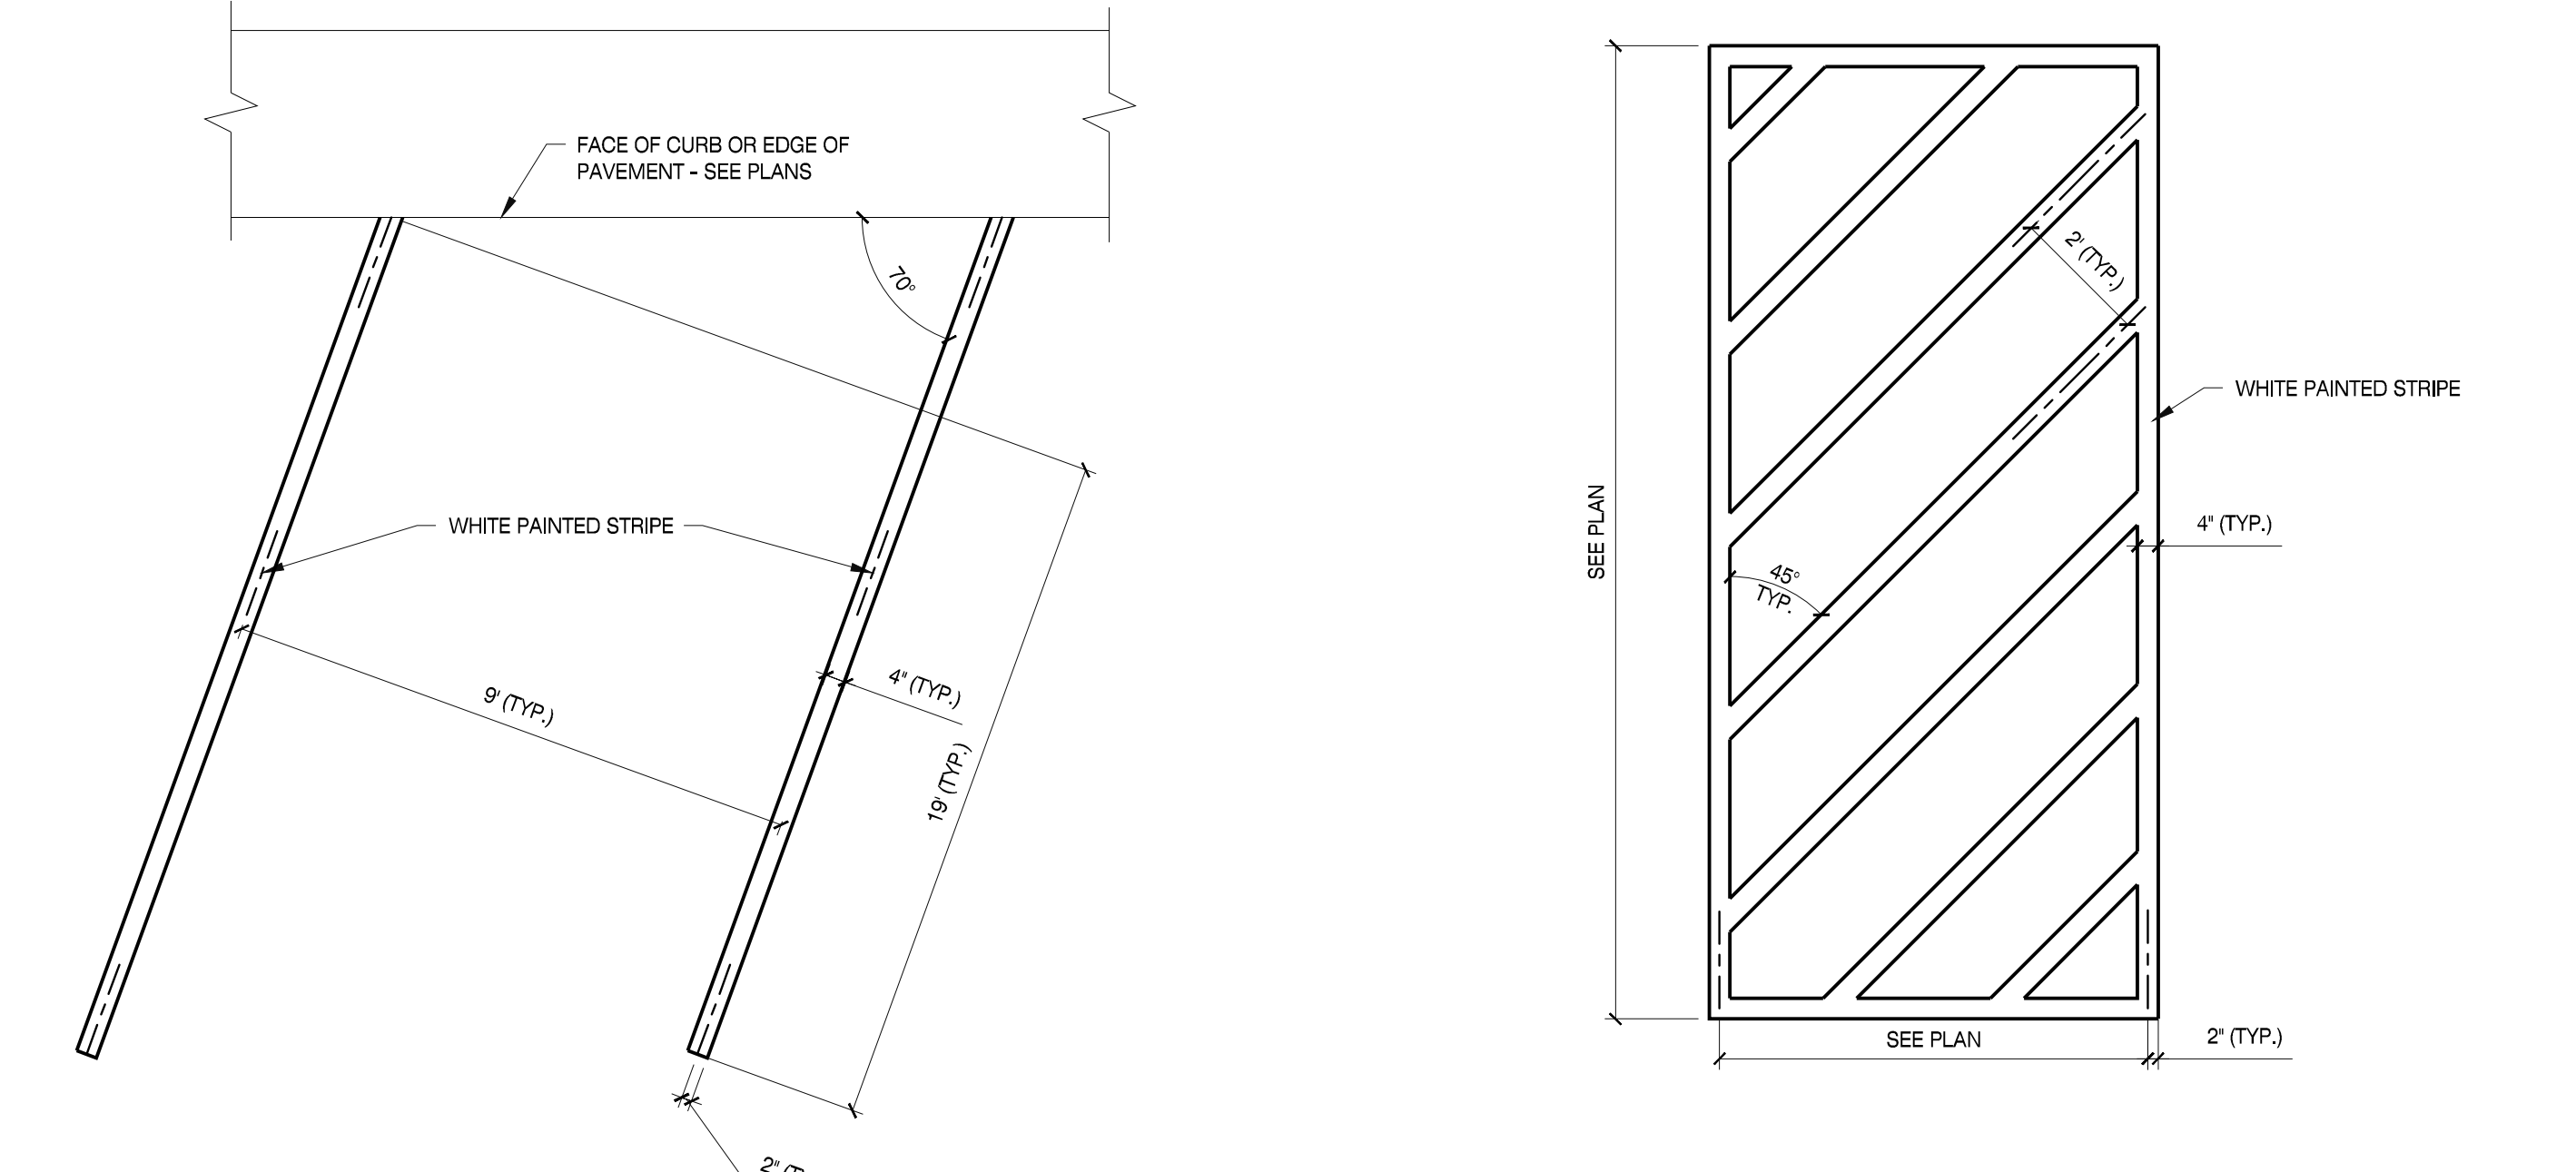 FACE OF CURB OR EDGE OF
PAVEMENT - SEE PLANS
70°
WHITE PAINTED STRIPE
9' (TYP.)
4" (TYP.)
19' (TYP.)
2"
2' (TYP.)
WHITE PAINTED STRIPE
SEE PLAN
4" (TYP.)
45°
TYP.
SEE PLAN
2" (TYP.)